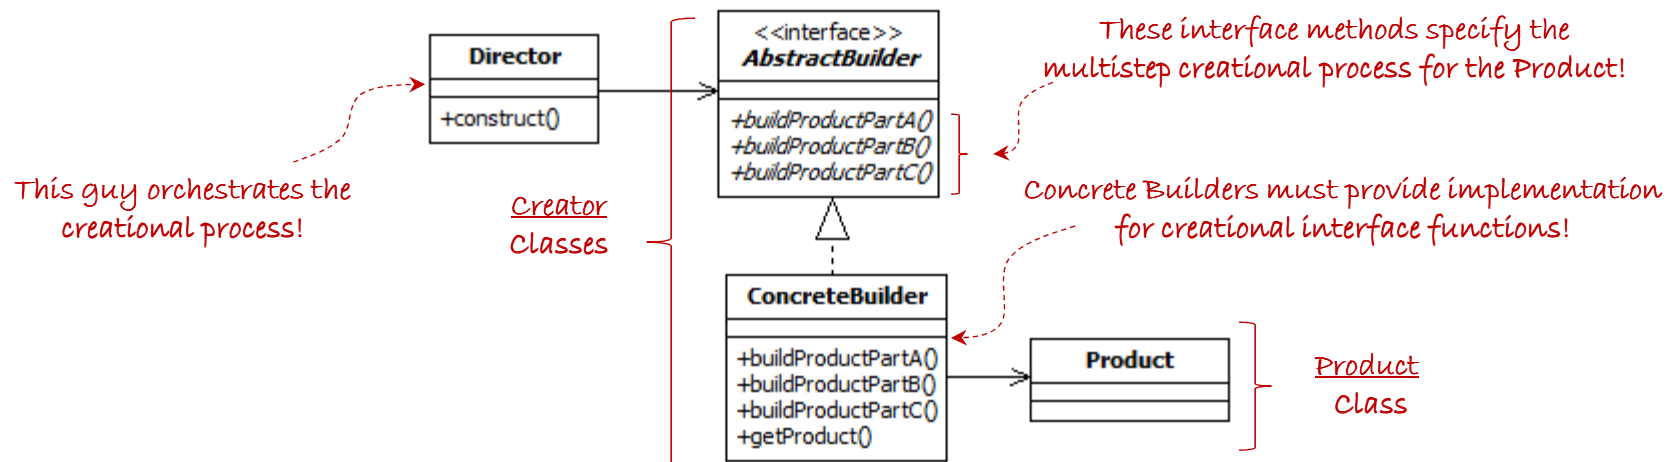 These interface methods specify the
multistep creational process for the Product!
<<interface>>
AbstractBuilder
+buildProductPartA()
+buildProductPartB()
+buildProductPartC()
Director
+construct()
This guy orchestrates the
creational process!
Creator
Classes
Concrete Builders must provide implementation
for creational interface functions!
ConcreteBuilder
+buildProductPartA()
+buildProductPartB()
+buildProductPartC()
+getProduct()
Product
Product
Class